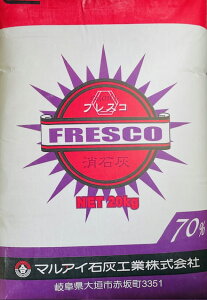 フレスコ
FRESCO
消石灰
NET 20kg
70%
マルアイ石灰工業株式会社
岐阜県大垣市赤坂町3351